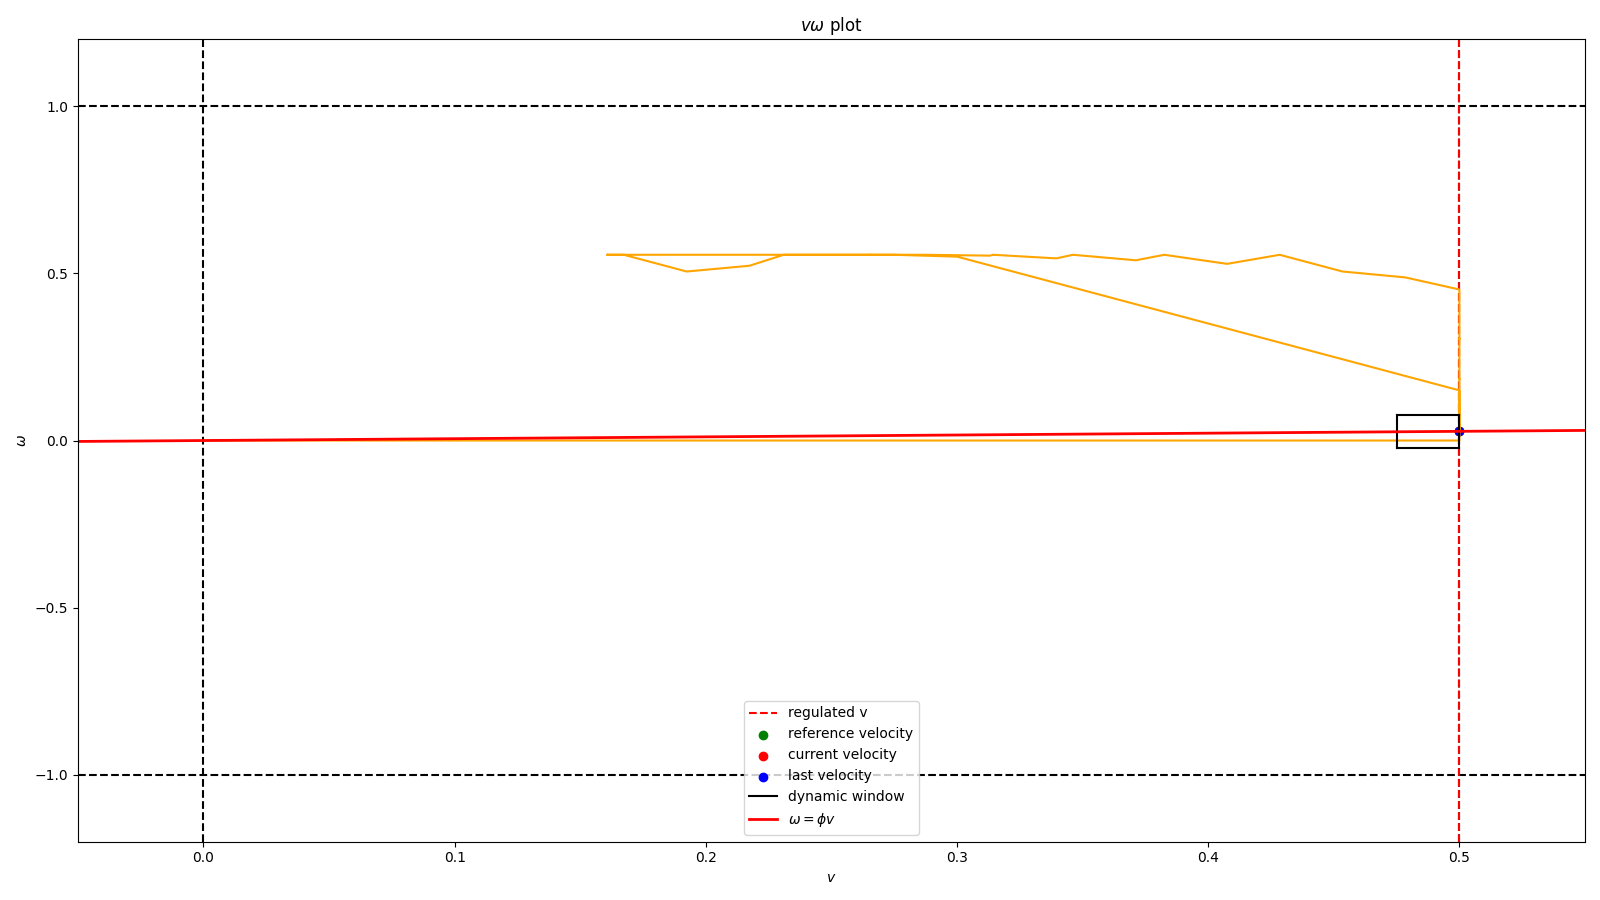 vω plot
1.0
0.5
0.0
−0.5
−1.0
ω
regulated v
reference velocity
current velocity
last velocity
dynamic window
ω = ϕv
0.0 0.1 0.2 0.3 0.4 0.5
v